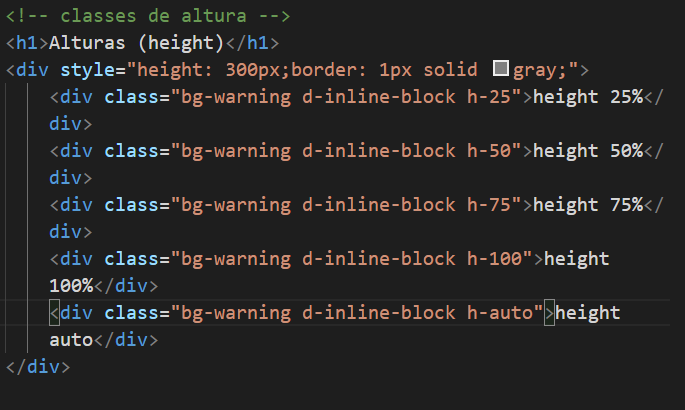 <!-- classes de altura -->
<h1>Alturas (height)</h1>
<div style="height: 300px;border: 1px solid gray;">
<div class="bg-warning d-inline-block h-25">height 25%</
div>
<div class="bg-warning d-inline-block h-50">height 50%</
div>
<div class="bg-warning d-inline-block h-75">height 75%</
div>
<div class="bg-warning d-inline-block h-100">height
100%</div>
<div class="bg-warning d-inline-block h-auto">height
auto</div>
</div>